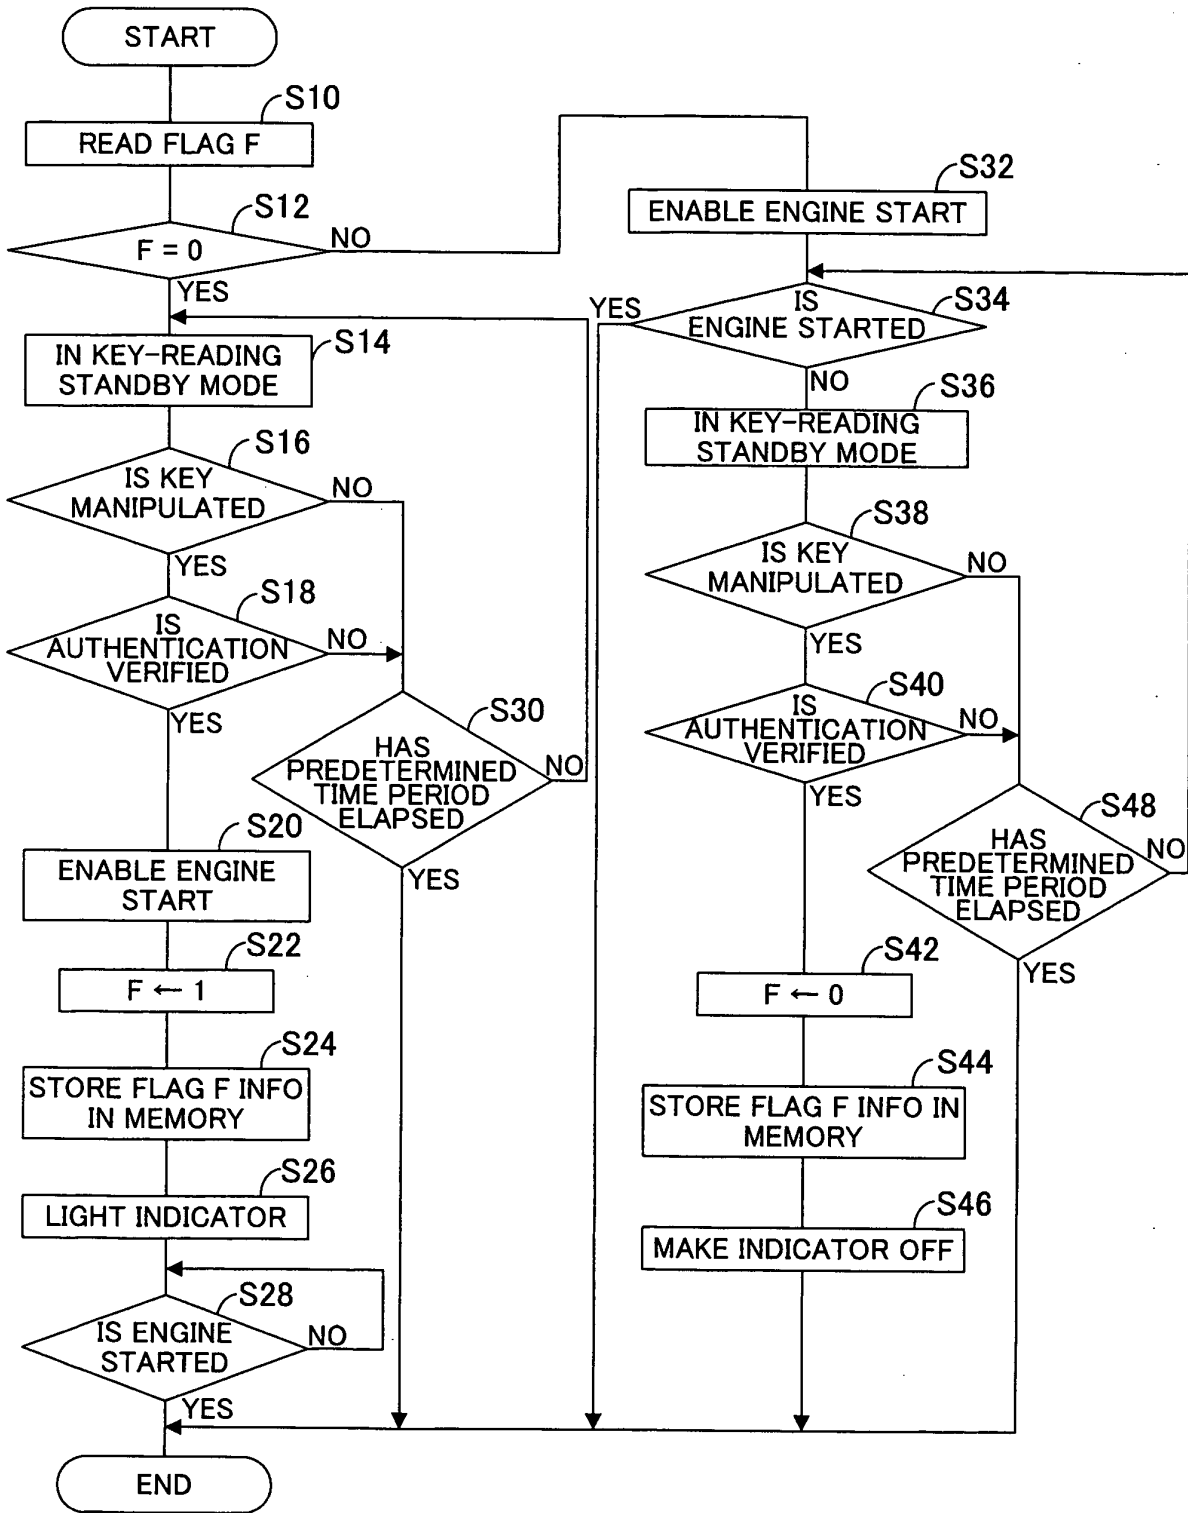 START
S10
READ FLAG F
S12
F = 0
NO
YES
S14
IN KEY-READING
STANDBY MODE
S16
IS KEY
MANIPULATED
NO
YES
S18
IS
AUTHENTICATION
VERIFIED
NO
YES
S30
HAS
PREDETERMINED
TIME PERIOD
ELAPSED
NO
YES
S20
ENABLE ENGINE
START
S22
F ← 1
S24
STORE FLAG F INFO
IN MEMORY
S26
LIGHT INDICATOR
S28
IS ENGINE
STARTED
NO
YES
END
S32
ENABLE ENGINE START
S34
IS
ENGINE STARTED
YES
NO
S36
IN KEY-READING
STANDBY MODE
S38
IS KEY
MANIPULATED
NO
YES
S40
IS
AUTHENTICATION
VERIFIED
NO
YES
S48
HAS
PREDETERMINED
TIME PERIOD
ELAPSED
NO
YES
S42
F ← 0
S44
STORE FLAG F INFO IN
MEMORY
S46
MAKE INDICATOR OFF